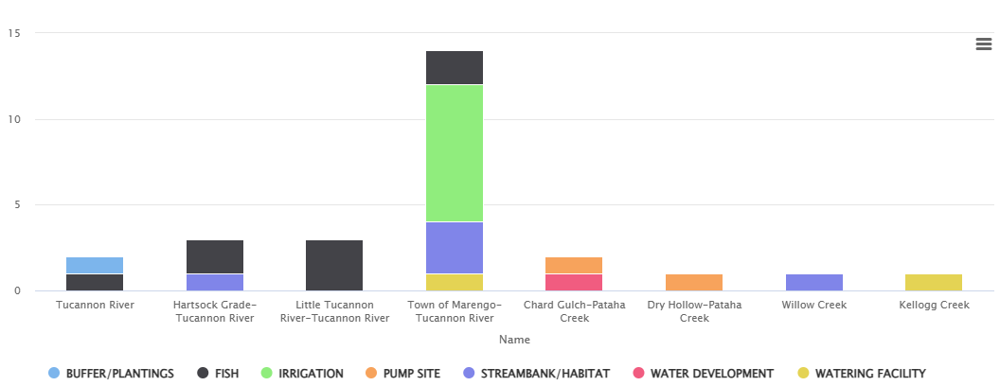 15
10
5
0
Tucannon River
Hartsock Grade-
Tucannon River
Little Tucannon
River-Tucannon River
Town of Marengo-
Tucannon River
Chard Gulch-Pataha
Creek
Dry Hollow-Pataha
Creek
Willow Creek
Kellogg Creek
Name
BUFFER/PLANTINGS
FISH
IRRIGATION
PUMP SITE
STREAMBANK/HABITAT
WATER DEVELOPMENT
WATERING FACILITY